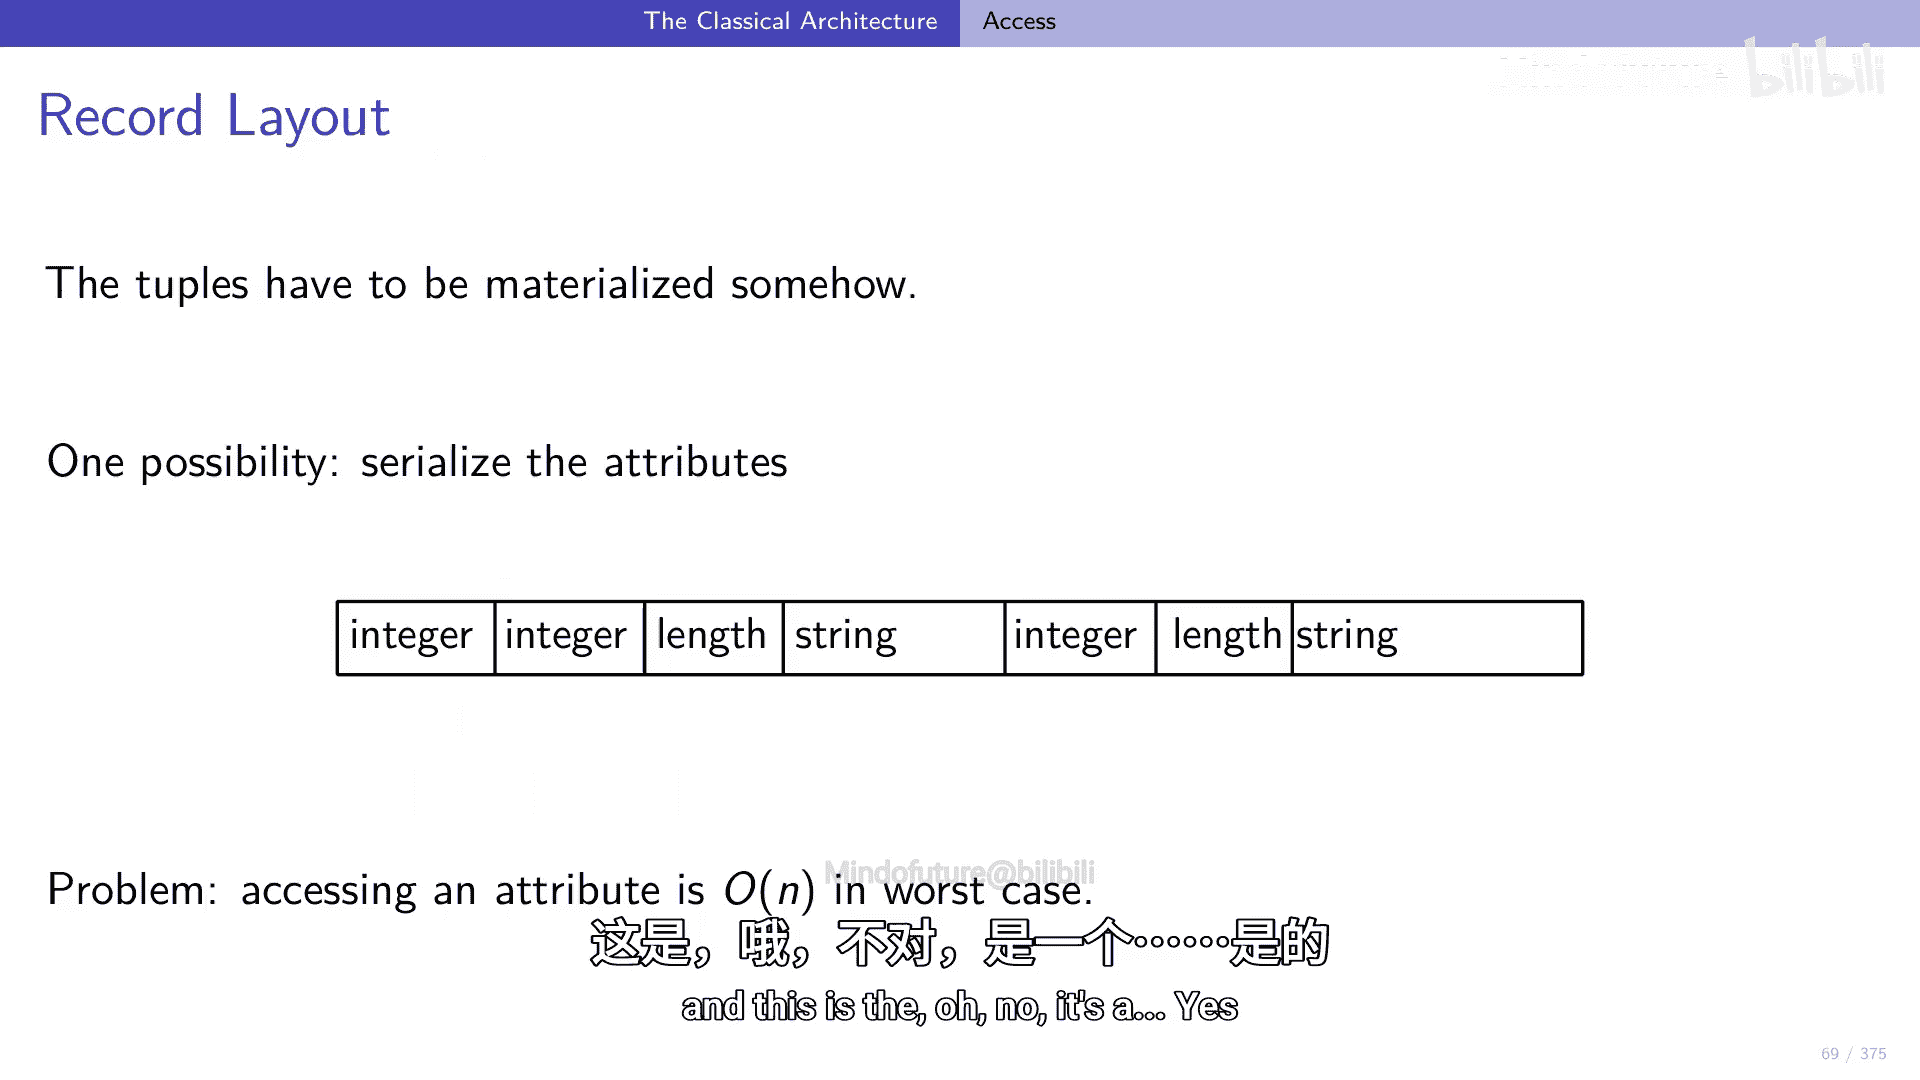 The Classical Architecture Access
bilibili
Record Layout
The tuples have to be materialized somehow.
One possibility: serialize the attributes
integer integer length string integer length string
Mindofuture@bilibili
Problem: accessing an attribute is O(n) in worst case.
这是，哦，不对，是一个……是的
and this is the, oh, no, it's a... Yes
69 / 375